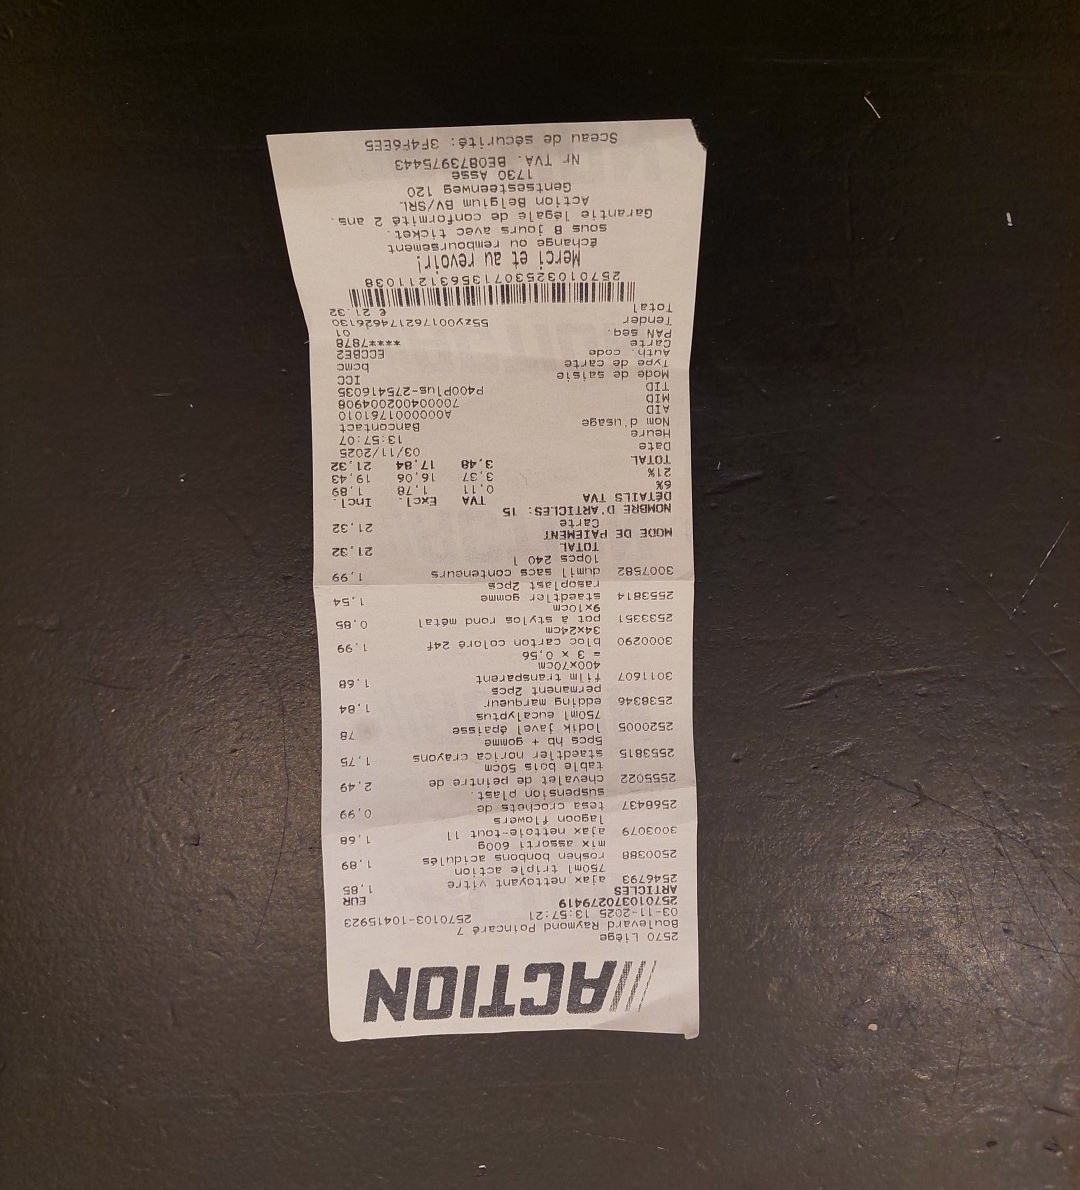 ACTION
2570 Liège
Boulevard Raymond Poincaré 7
03-11-2025 13:57:21 2570103-10415923
257010370279419
ARTICLES EUR
2546793 ajax nettoyant vitre 1,85
750ml triple action
2500388 roshen bonbons acidulés 1,89
mix assorti 600g
3003079 ajax nettoie-tout 1l 1,68
lagoon flowers
2568437 tesa crochets de 0,99
suspension plast.
2555022 chevalet de peintre de 2,49
table bois 50cm
2553815 staedtler norica crayons 1,75
5pcs hb + gomme
2520005 lodik javel épaisse 78
750ml eucalyptus
2538346 edding marqueur 1,84
permanent 2pcs
3011607 film transparent 1,68
400x70cm
= 3 x 0,56
3000290 bloc carton coloré 24f 1,99
34x24cm
2533351 pot à stylos rond métal 0,85
9x10cm
2553814 staedtler gomme 1,54
rasoplast 2pcs
3007582 dumil sacs conteneurs 1,99
10pcs 240 l
TOTAL 21,32
MODE DE PAIEMENT
Carte 21,32
NOMBRE D'ARTICLES: 15
DÉTAILS TVA TVA Excl. Incl.
6% 0,11 1,78 1,89
21% 3,37 16,06 19,43
TOTAL 3,48 17,84 21,32
Date 03/11/2025
Heure 13:57:07
Nom d'usage Bancontact
AID A0000001761010
MID 700004002004908
TID P400Plus-275416035
Mode de saisie ICC
Type de carte bcmc
Auth. code ECCBE2
Carte ****7878
PAN seq. 01
Tender 55zy001762174626130
Total € 21.32
2570103253071356312110​38
Merci et au revoir!
Échange ou remboursement
sous 8 jours avec ticket.
Garantie légale de conformité 2 ans.
Action Belgium BV/SRL
Gentsesteenweg 120
1730 Asse
Nr TVA. BE0873975443
Sceau de sécurité: 3F4F6EE5